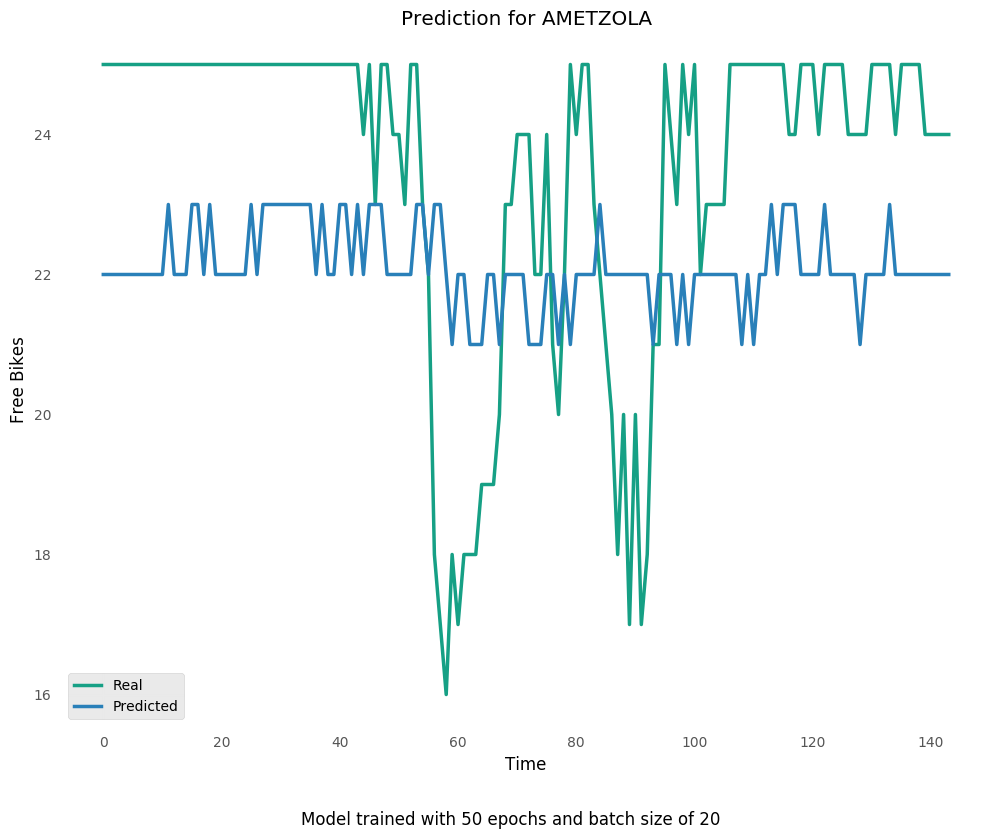 Prediction for AMETZOLA
24
22
20
18
16
Free Bikes
Real
Predicted
0 20 40 60 80 100 120 140
Time
Model trained with 50 epochs and batch size of 20